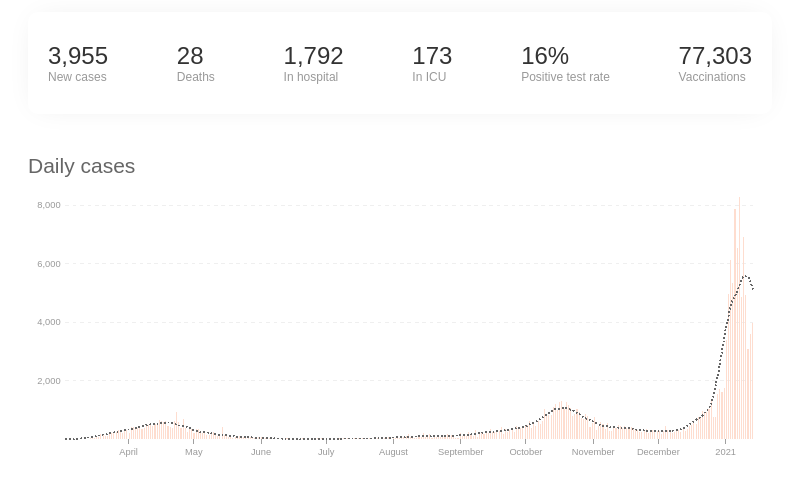 3,955 28 1,792 173 16% 77,303
New cases Deaths In hospital In ICU Positive test rate Vaccinations
Daily cases
8,000
6,000
4,000
2,000
April May June July August September October November December 2021